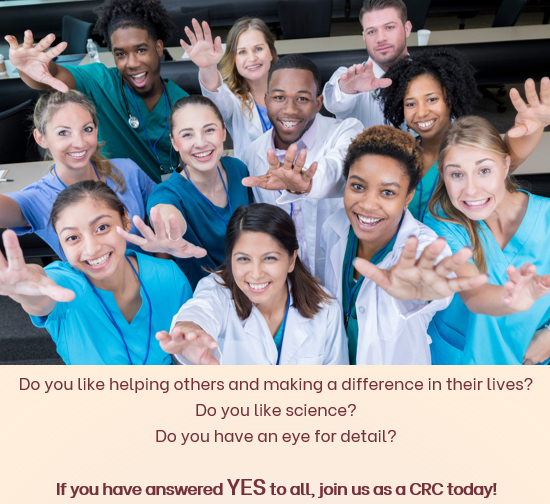 Do you like helping others and making a difference in their lives?
Do you like science?
Do you have an eye for detail?
If you have answered YES to all, join us as a CRC today!